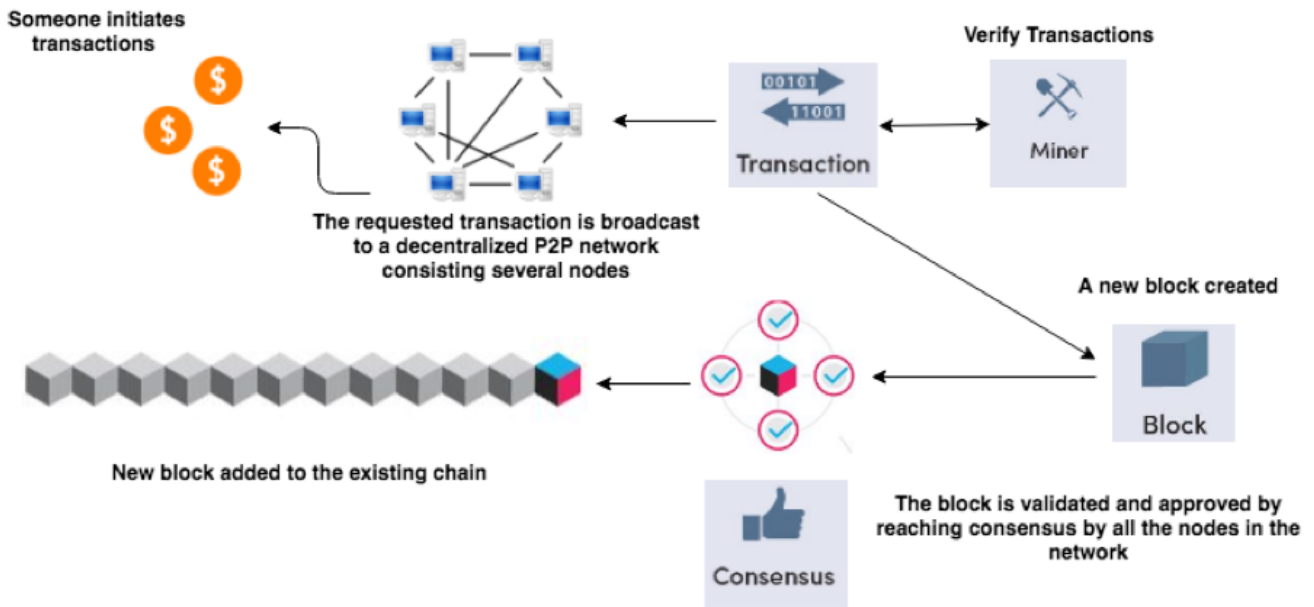 Someone initiates
transactions
$
$
$
The requested transaction is broadcast
to a decentralized P2P network
consisting several nodes
00101
11001
Transaction
Verify Transactions
Miner
A new block created
Block
New block added to the existing chain
The block is validated and approved by
reaching consensus by all the nodes in the
network
Consensus